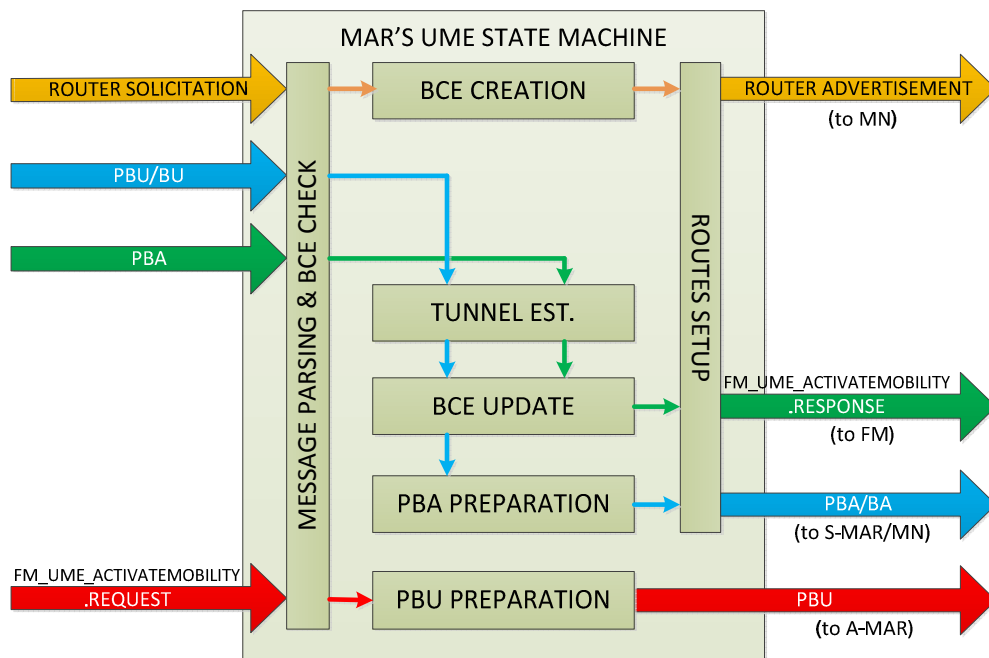 MAR'S UME STATE MACHINE
ROUTER SOLICITATION
BCE CREATION
ROUTER ADVERTISEMENT
(to MN)
PBU/BU
PBA
MESSAGE PARSING & BCE CHECK
ROUTES SETUP
TUNNEL EST.
BCE UPDATE
FM_UME_ACTIVATEMOBILITY
.RESPONSE
(to FM)
PBA PREPARATION
PBA/BA
(to S-MAR/MN)
FM_UME_ACTIVATEMOBILITY
.REQUEST
PBU PREPARATION
PBU
(to A-MAR)